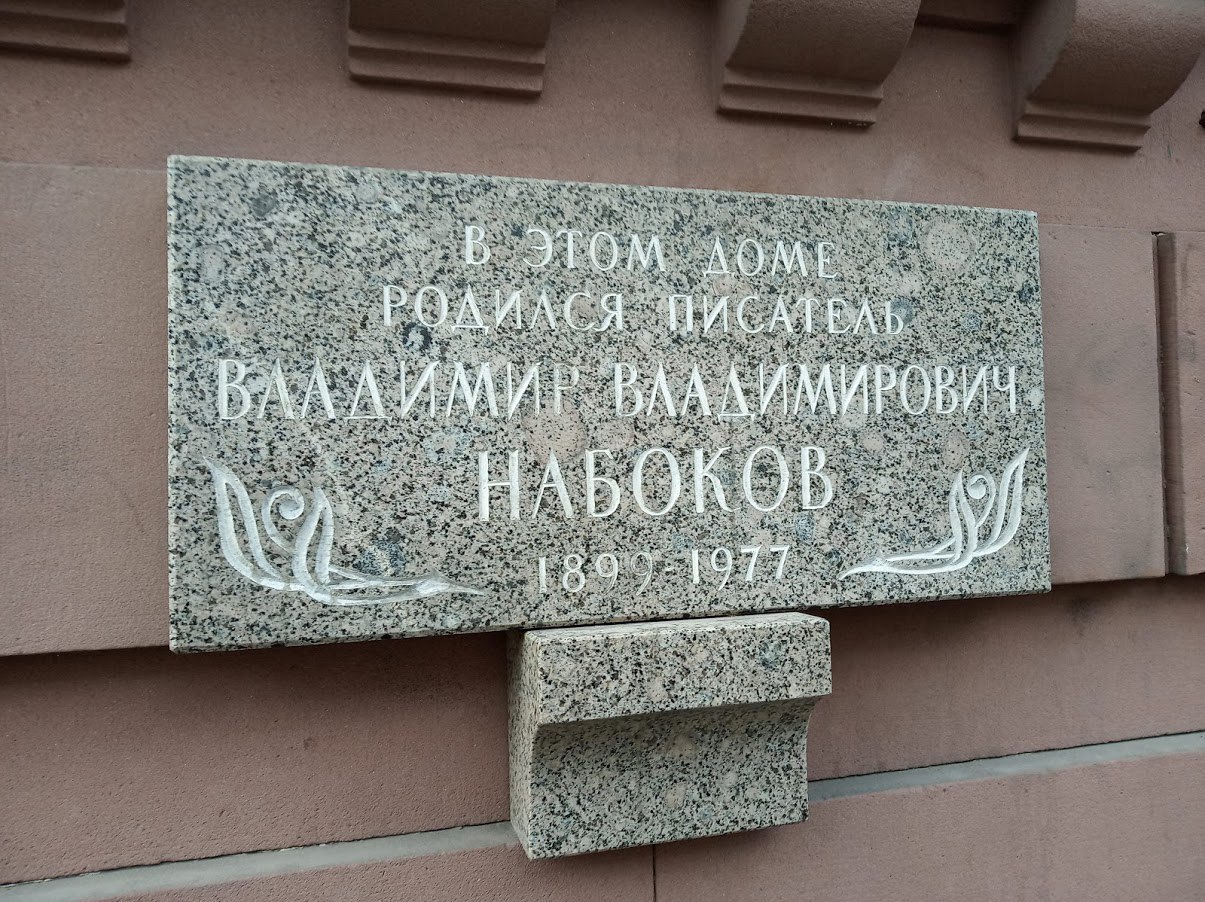 В ЭТОМ ДОМЕ
РОДИЛСЯ ПИСАТЕЛЬ
ВЛАДИМИР ВЛАДИМИРОВИЧ
НАБОКОВ
1899-1977